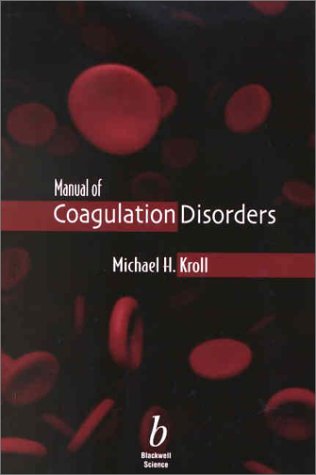 Manual of
Coagulation Disorders
Michael H. Kroll
b
Blackwell
Science